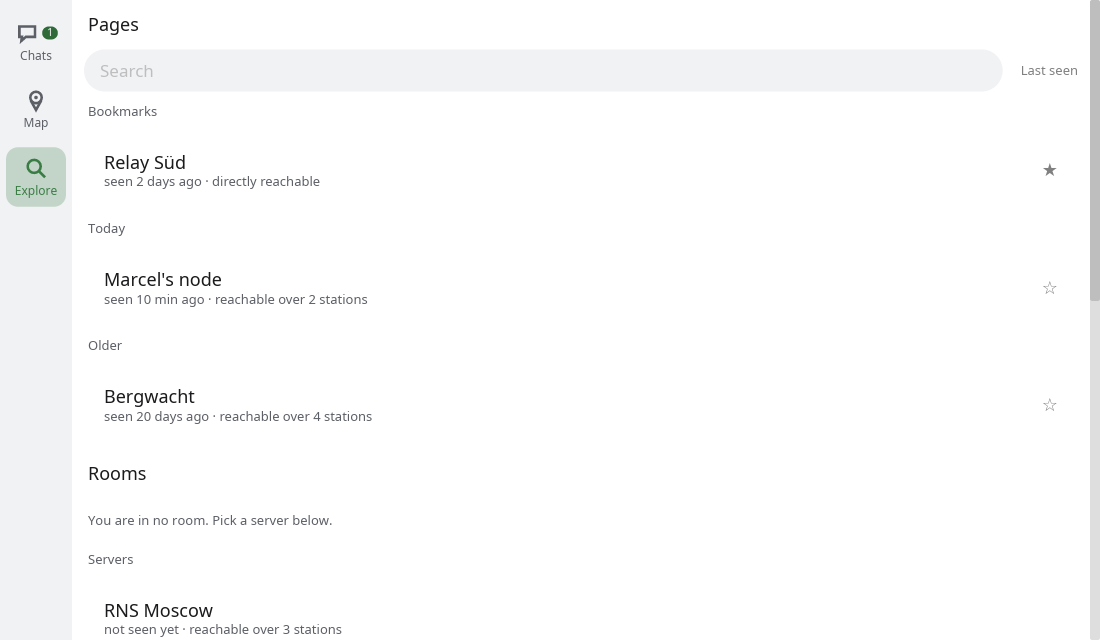 1
Chats
Map
Explore
Pages
Search
Last seen
Bookmarks
Relay Süd
seen 2 days ago · directly reachable
Today
Marcel's node
seen 10 min ago · reachable over 2 stations
Older
Bergwacht
seen 20 days ago · reachable over 4 stations
Rooms
You are in no room. Pick a server below.
Servers
RNS Moscow
not seen yet · reachable over 3 stations